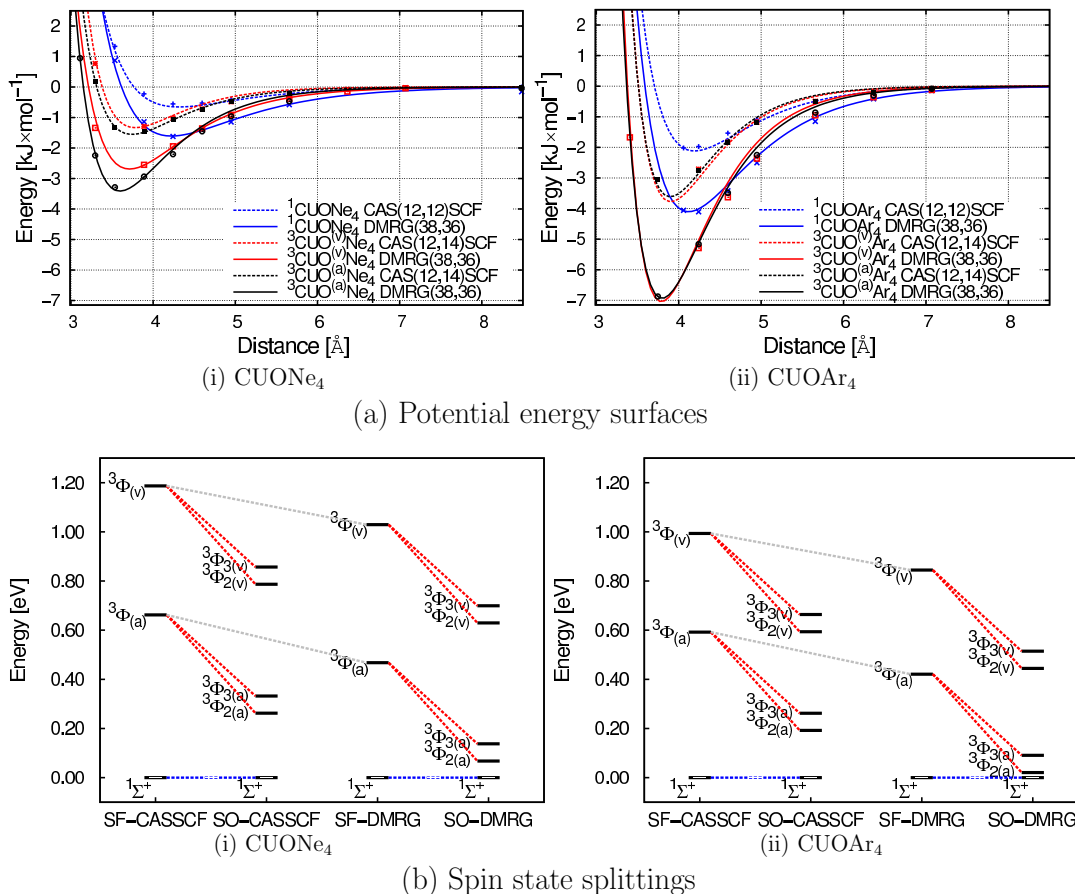 2
1
0
−1
−2
−3
−4
−5
−6
−7
3 4 5 6 7 8
Energy [kJ×mol⁻¹]
Distance [Å]
¹CUONe₄ CAS(12,12)SCF
¹CUONe₄ DMRG(38,36)
³CUO⁽ᵛ⁾Ne₄ CAS(12,14)SCF
³CUO⁽ᵛ⁾Ne₄ DMRG(38,36)
³CUO⁽ᵃ⁾Ne₄ CAS(12,14)SCF
³CUO⁽ᵃ⁾Ne₄ DMRG(38,36)
(i) CUONe₄
2
1
0
−1
−2
−3
−4
−5
−6
−7
3 4 5 6 7 8
Energy [kJ×mol⁻¹]
Distance [Å]
¹CUOAr₄ CAS(12,12)SCF
¹CUOAr₄ DMRG(38,36)
³CUO⁽ᵛ⁾Ar₄ CAS(12,14)SCF
³CUO⁽ᵛ⁾Ar₄ DMRG(38,36)
³CUO⁽ᵃ⁾Ar₄ CAS(12,14)SCF
³CUO⁽ᵃ⁾Ar₄ DMRG(38,36)
(ii) CUOAr₄
(a) Potential energy surfaces
1.20
1.00
0.80
0.60
0.40
0.20
0.00
Energy [eV]
³Φ(v)
³Φ(a)
¹Σ⁺
³Φ3(v)
³Φ2(v)
³Φ3(a)
³Φ2(a)
¹Σ⁺
³Φ(v)
³Φ(a)
¹Σ⁺
³Φ3(v)
³Φ2(v)
³Φ3(a)
³Φ2(a)
¹Σ⁺
SF−CASSCF SO−CASSCF SF−DMRG SO−DMRG
(i) CUONe₄
1.20
1.00
0.80
0.60
0.40
0.20
0.00
Energy [eV]
³Φ(v)
³Φ(a)
¹Σ⁺
³Φ3(v)
³Φ2(v)
³Φ3(a)
³Φ2(a)
¹Σ⁺
³Φ(v)
³Φ(a)
¹Σ⁺
³Φ3(v)
³Φ2(v)
³Φ3(a)
³Φ2(a)
¹Σ⁺
SF−CASSCF SO−CASSCF SF−DMRG SO−DMRG
(ii) CUOAr₄
(b) Spin state splittings